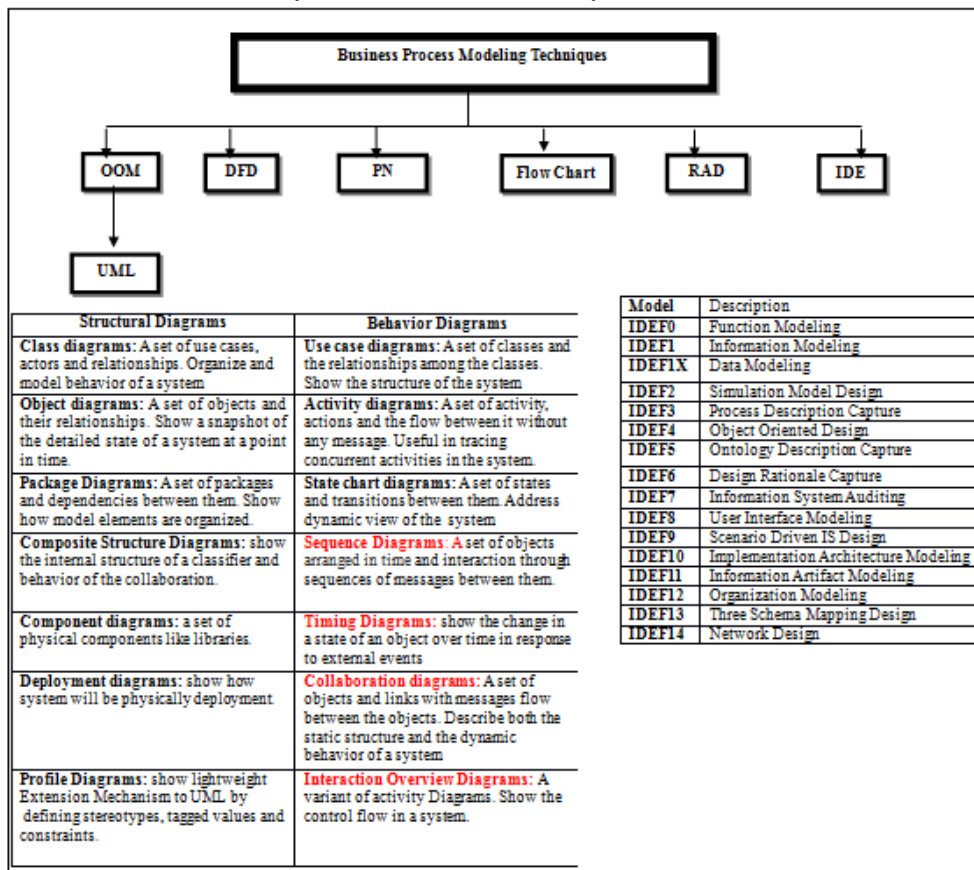 Business Process Modeling Techniques
OOM
DFD
PN
Flow Chart
RAD
IDE
UML
Structural Diagrams
Behavior Diagrams
Class diagrams: A set of use cases,
actors and relationships. Organize and
model behavior of a system
Use case diagrams: A set of classes and
the relationships among the classes.
Show the structure of the system
Object diagrams: A set of objects and
their relationships. Show a snapshot of
the detailed state of a system at a point
in time.
Activity diagrams: A set of activity,
actions and the flow between it without
any message. Useful in tracing
concurrent activities in the system.
Package Diagrams: A set of packages
and dependencies between them. Show
how model elements are organized.
State chart diagrams: A set of states
and transitions between them. Address
dynamic view of the system
Composite Structure Diagrams: show
the internal structure of a classifier and
behavior of the collaboration.
Sequence Diagrams: A set of objects
arranged in time and interaction through
sequences of messages between them.
Component diagrams: a set of
physical components like libraries.
Timing Diagrams: show the change in
a state of an object over time in response
to external events
Deployment diagrams: show how
system will be physically deployment.
Collaboration diagrams: A set of
objects and links with messages flow
between the objects. Describe both the
static structure and the dynamic
behavior of a system
Profile Diagrams: show lightweight
Extension Mechanism to UML by
defining stereotypes, tagged values and
constraints.
Interaction Overview Diagrams: A
variant of activity Diagrams. Show the
control flow in a system.
Model Description
IDEF0 Function Modeling
IDEF1 Information Modeling
IDEF1X Data Modeling
IDEF2 Simulation Model Design
IDEF3 Process Description Capture
IDEF4 Object Oriented Design
IDEF5 Ontology Description Capture
IDEF6 Design Rationale Capture
IDEF7 Information System Auditing
IDEF8 User Interface Modeling
IDEF9 Scenario Driven IS Design
IDEF10 Implementation Architecture Modeling
IDEF11 Information Artifact Modeling
IDEF12 Organization Modeling
IDEF13 Three Schema Mapping Design
IDEF14 Network Design